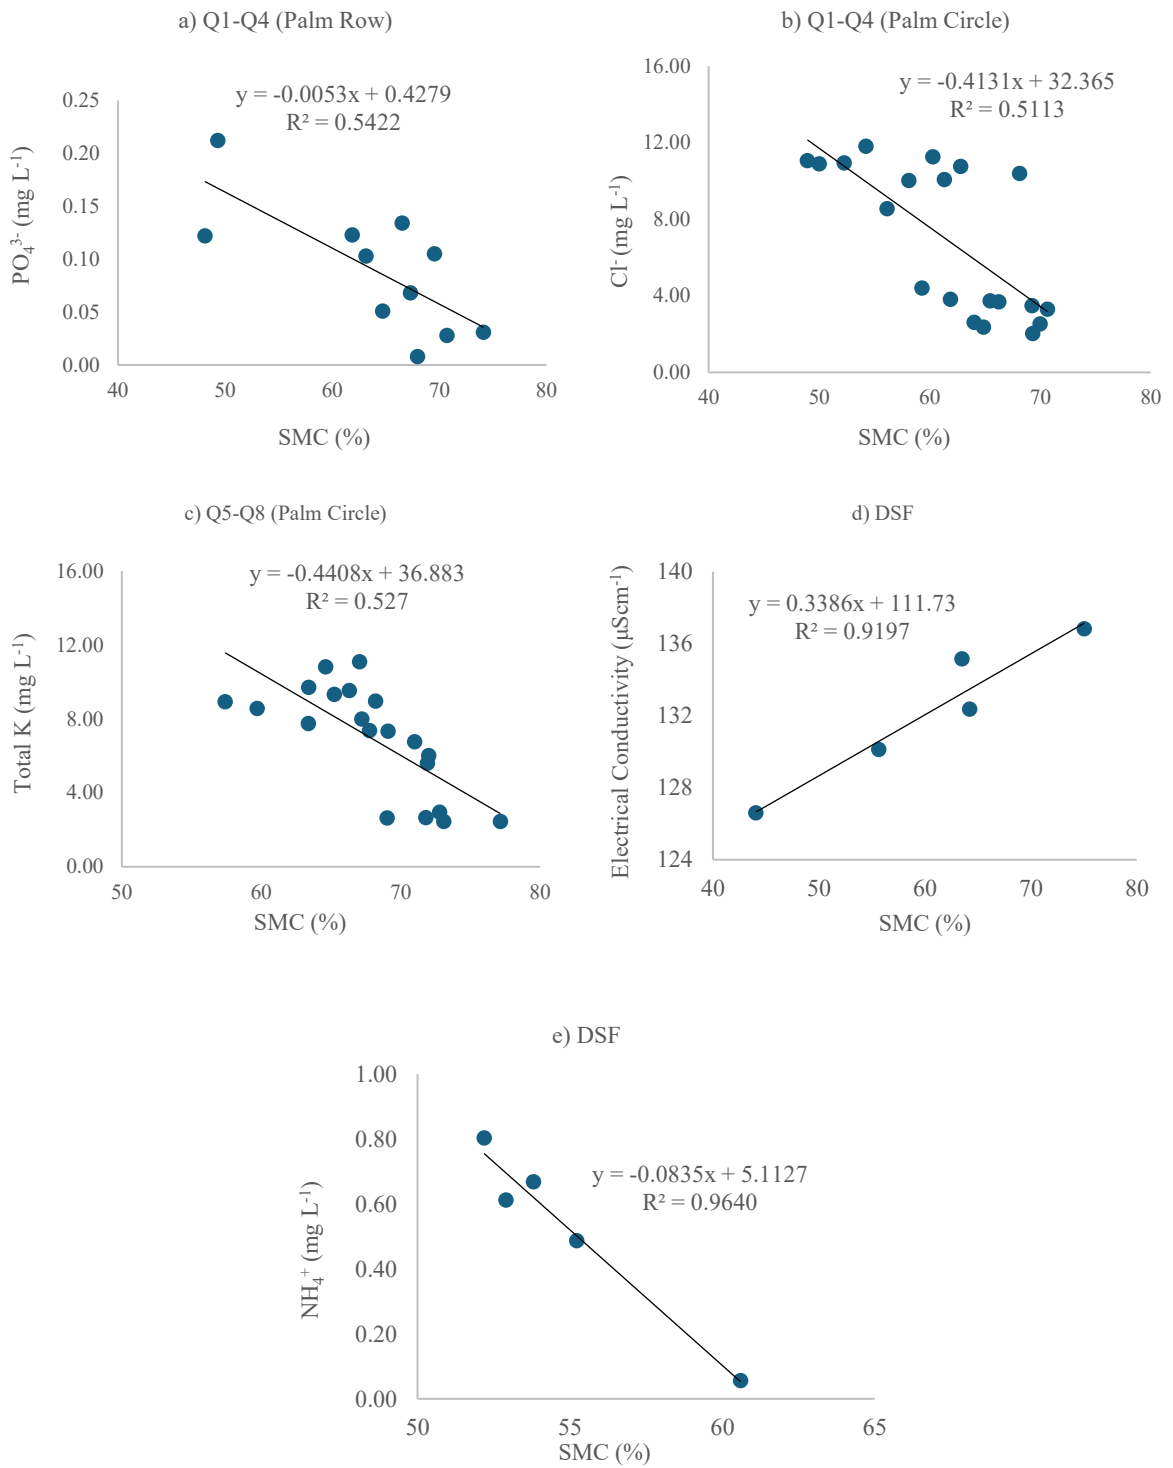 a) Q1-Q4 (Palm Row)
y = -0.0053x + 0.4279
R² = 0.5422
PO₄³⁻ (mg L⁻¹)
0.25
0.20
0.15
0.10
0.05
0.00
40 50 60 70 80
SMC (%)
b) Q1-Q4 (Palm Circle)
y = -0.4131x + 32.365
R² = 0.5113
Cl⁻ (mg L⁻¹)
16.00
12.00
8.00
4.00
0.00
40 50 60 70 80
SMC (%)
c) Q5-Q8 (Palm Circle)
y = -0.4408x + 36.883
R² = 0.527
Total K (mg L⁻¹)
16.00
12.00
8.00
4.00
0.00
50 60 70 80
SMC (%)
d) DSF
y = 0.3386x + 111.73
R² = 0.9197
Electrical Conductivity (µScm⁻¹)
140
136
132
128
124
40 50 60 70 80
SMC (%)
e) DSF
y = -0.0835x + 5.1127
R² = 0.9640
NH₄⁺ (mg L⁻¹)
1.00
0.80
0.60
0.40
0.20
0.00
50 55 60 65
SMC (%)